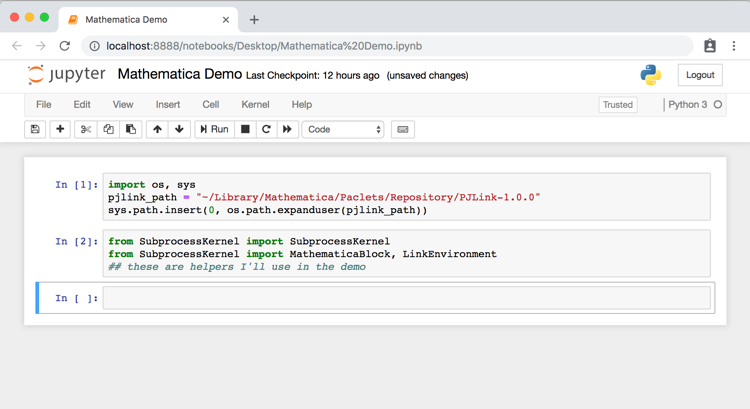 Mathematica Demo
localhost:8888/notebooks/Desktop/Mathematica%20Demo.ipynb
jupyter Mathematica Demo Last Checkpoint: 12 hours ago (unsaved changes) Logout
File Edit View Insert Cell Kernel Help Trusted Python 3
Run Code
In [1]: import os, sys
pjlink_path = "~/Library/Mathematica/Paclets/Repository/PJLink-1.0.0"
sys.path.insert(0, os.path.expanduser(pjlink_path))
In [2]: from SubprocessKernel import SubprocessKernel
from SubprocessKernel import MathematicaBlock, LinkEnvironment
## these are helpers I'll use in the demo
In [ ]: